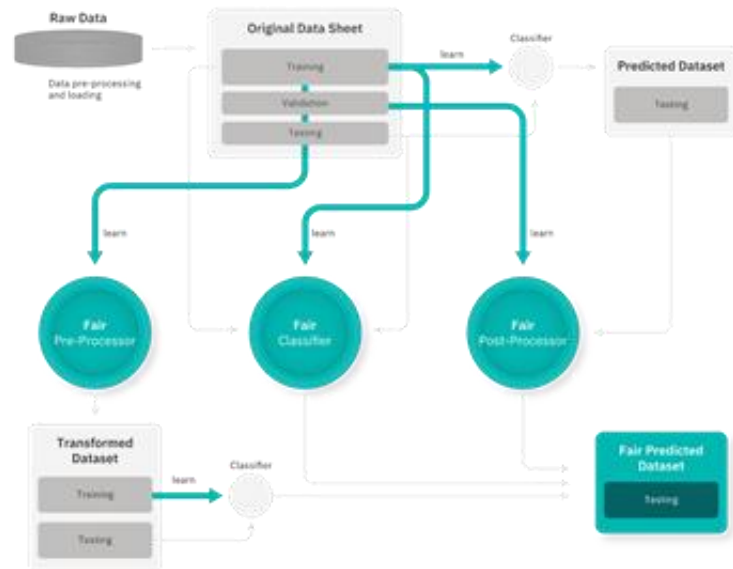 Raw Data
Data pre-processing
and loading
Original Data Sheet
Training
Validation
Testing
learn
Classifier
Predicted Dataset
Testing
learn
learn
learn
Fair
Pre-Processor
Fair
Classifier
Fair
Post-Processor
Transformed
Dataset
Training
Testing
learn
Classifier
Fair Predicted
Dataset
Testing